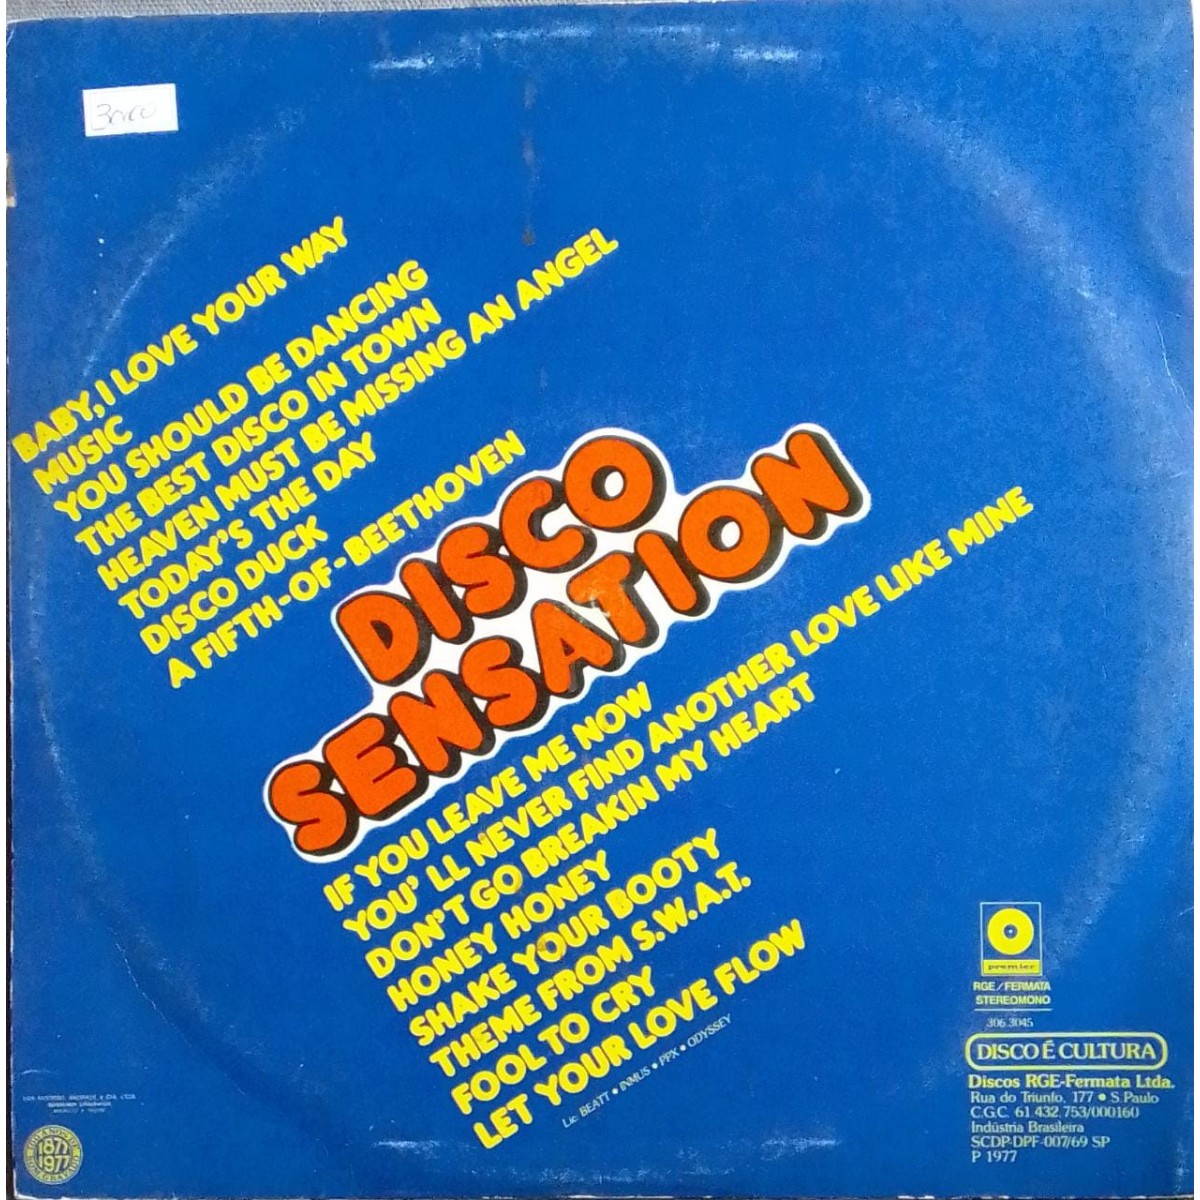 BABY, I LOVE YOUR WAY
MUSIC
YOU SHOULD BE DANCING
THE BEST DISCO IN TOWN
HEAVEN MUST BE MISSING AN ANGEL
TODAY'S THE DAY
DISCO DUCK
A FIFTH-OF-BEETHOVEN
DISCO
SENSATION
IF YOU LEAVE ME NOW
YOU' LL NEVER FIND ANOTHER LOVE LIKE MINE
DON'T GO BREAKIN MY HEART
HONEY HONEY
SHAKE YOUR BOOTY
THEME FROM S.W.A.T.
FOOL TO CRY
LET YOUR LOVE FLOW
Lic. BEATT • INMUS • PPX • ODYSSEY
premier
RGE/FERMATA
STEREOMONO
306.3045
DISCO É CULTURA
Discos RGE-Fermata Ltda.
Rua do Triunfo, 177 • S. Paulo
C.G.C. 61 432.753/000160
Indústria Brasileira
SCDP-DPF-007/69 SP
P 1977
1877
1977